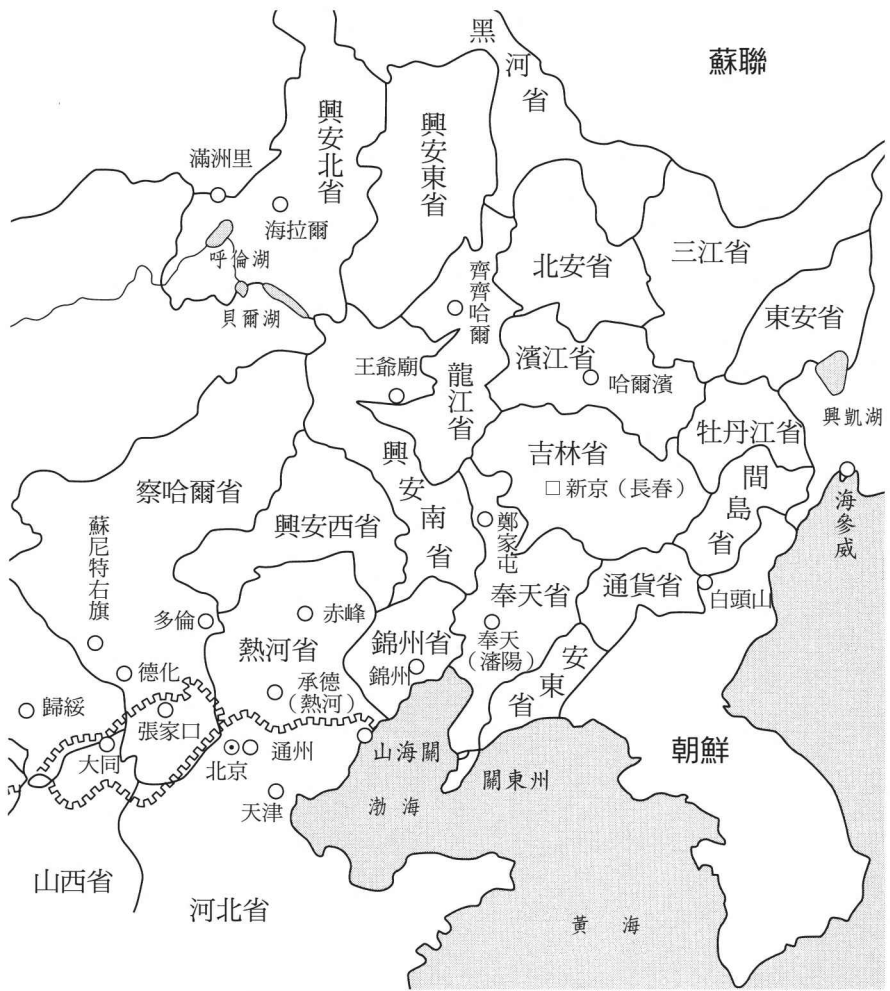 黑河省
蘇聯
興安北省
興安東省
滿洲里
海拉爾
呼倫湖
貝爾湖
齊齊哈爾
北安省
三江省
東安省
王爺廟
龍江省
濱江省
哈爾濱
興凱湖
牡丹江省
吉林省
新京（長春）
間島省
海參威
察哈爾省
興安西省
興安南省
鄭家屯
蘇尼特右旗
多倫
赤峰
熱河省
錦州省
錦州
奉天省
奉天
（瀋陽）
通貨省
白頭山
安東省
德化
承德
（熱河）
歸綏
張家口
大同
北京
通州
天津
山海關
渤海
關東州
朝鮮
山西省
河北省
黃海